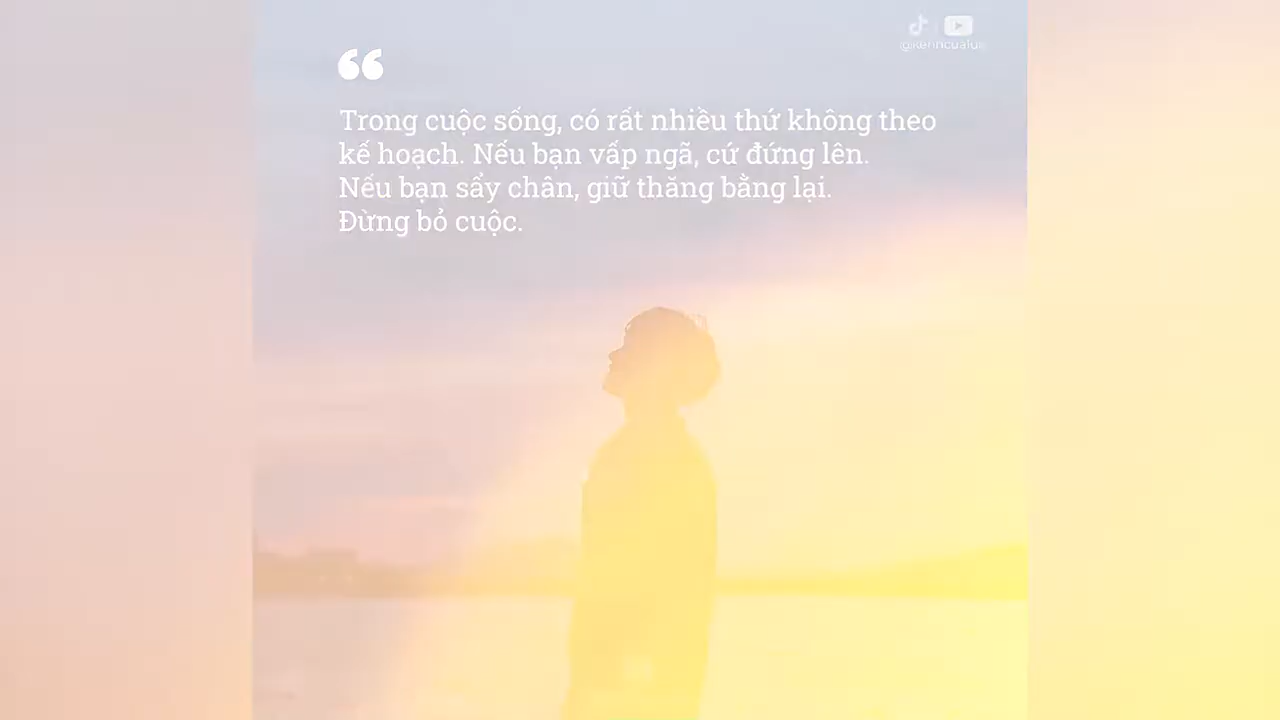 Trong cuộc sống, có rất nhiều thứ không theo
kế hoạch. Nếu bạn vấp ngã, cứ đứng lên.
Nếu bạn sẩy chân, giữ thăng bằng lại.
Đừng bỏ cuộc.